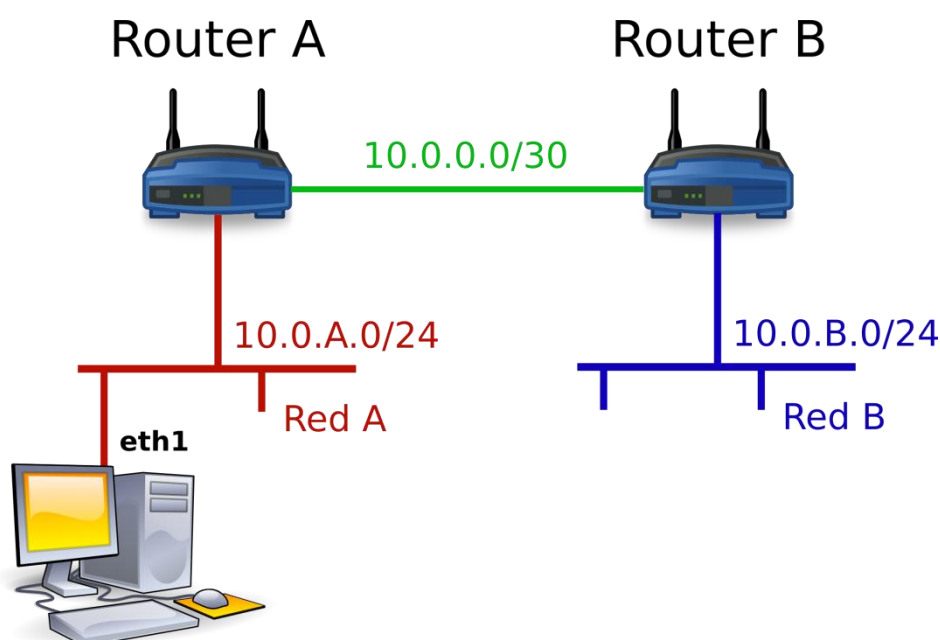 Router A
Router B
10.0.0.0/30
10.0.A.0/24
10.0.B.0/24
Red A
Red B
eth1